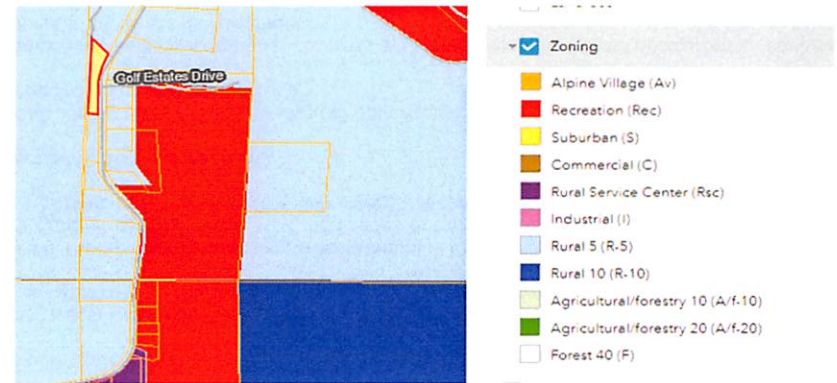 Golf Estates Drive
Zoning
Alpine Village (Av)
Recreation (Rec)
Suburban (S)
Commercial (C)
Rural Service Center (Rsc)
Industrial (I)
Rural 5 (R-5)
Rural 10 (R-10)
Agricultural/forestry 10 (A/f-10)
Agricultural/forestry 20 (A/f-20)
Forest 40 (F)